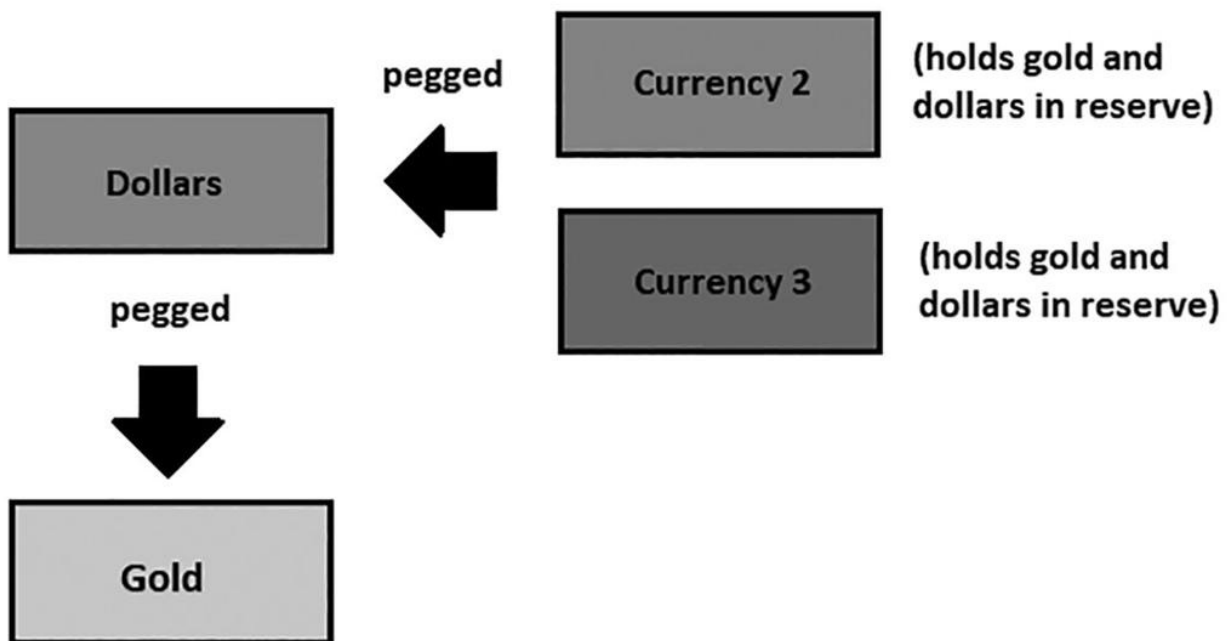 pegged
Currency 2
(holds gold and
dollars in reserve)
Dollars
Currency 3
(holds gold and
dollars in reserve)
pegged
Gold